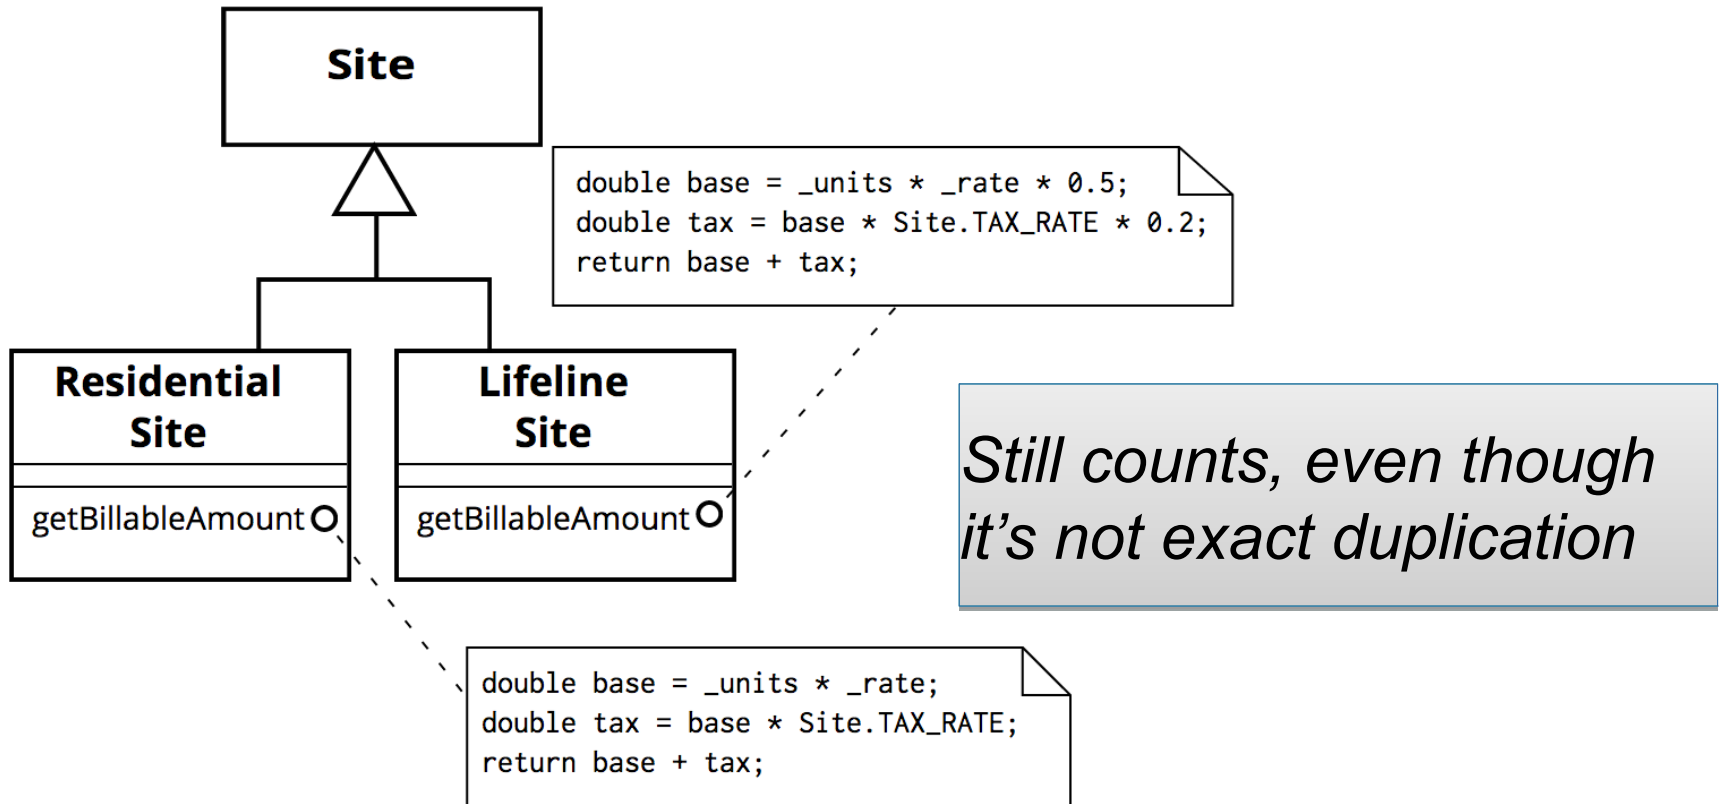 Site
double base = _units * _rate * 0.5;
double tax = base * Site.TAX_RATE * 0.2;
return base + tax;
Residential
Site
getBillableAmount
Lifeline
Site
getBillableAmount
Still counts, even though
it’s not exact duplication
double base = _units * _rate;
double tax = base * Site.TAX_RATE;
return base + tax;